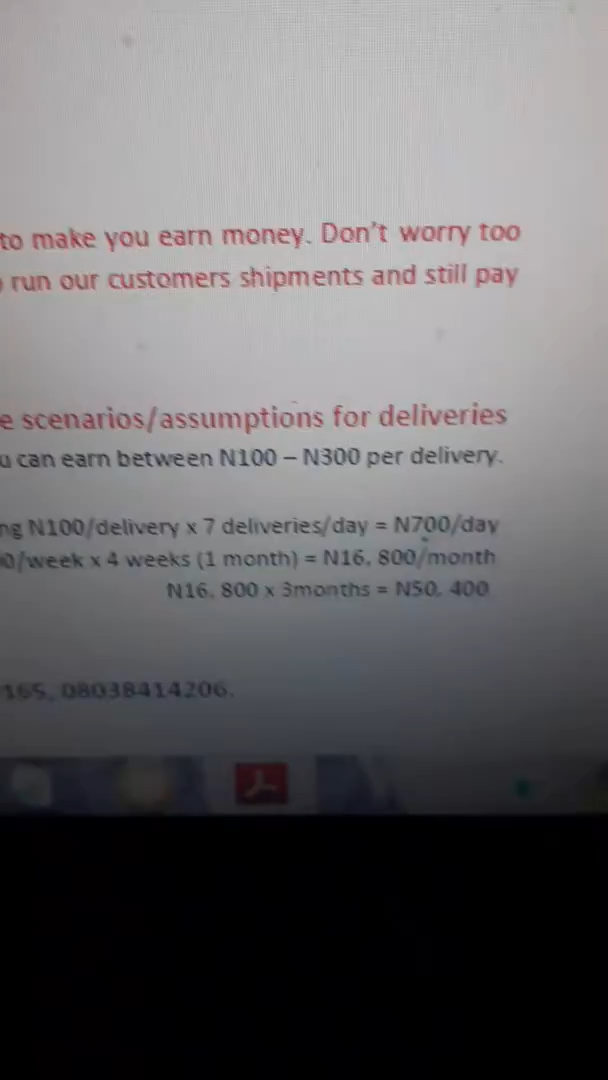 to make you earn money. Don't worry too
run our customers shipments and still pay
e scenarios/assumptions for deliveries
u can earn between N100 – N300 per delivery.
ng N100/delivery x 7 deliveries/day = N700/day
0/week x 4 weeks (1 month) = N16, 800/month
N16, 800 x 3months = N50, 400
165, 08038414206.